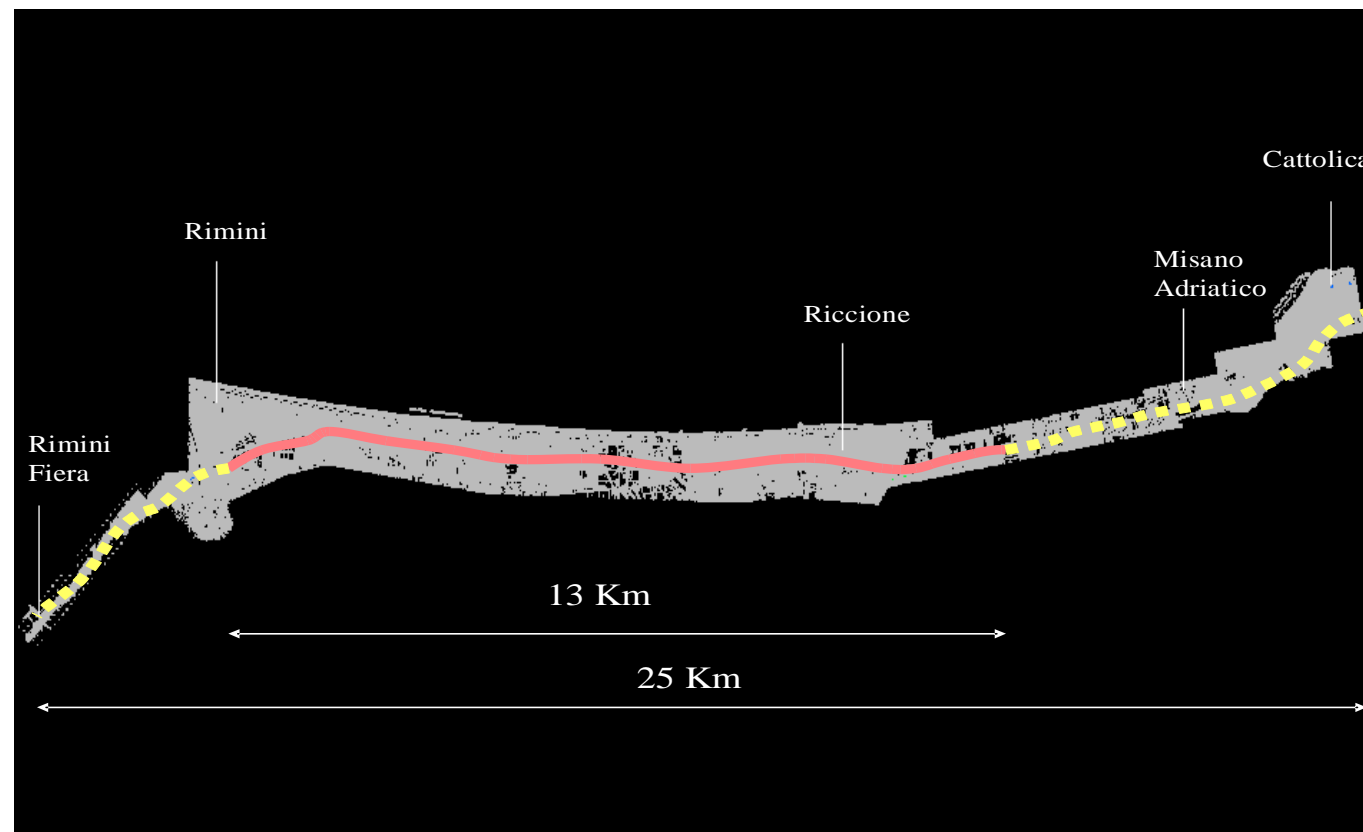 Cattolica
Rimini
Misano
Adriatico
Riccione
Rimini
Fiera
13 Km
25 Km